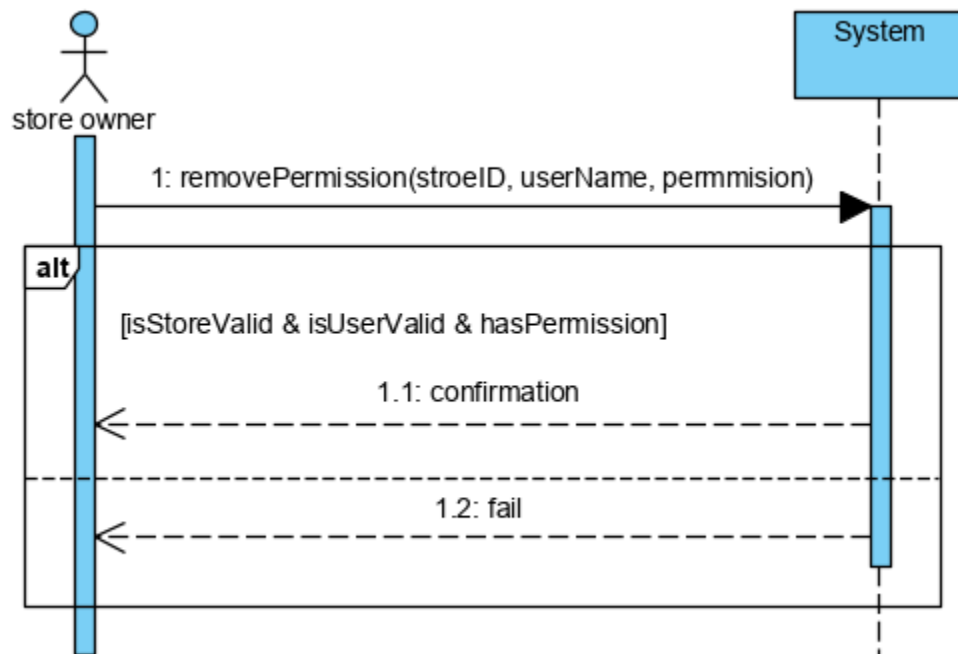 System
store owner
1: removePermission(stroeID, userName, permmision)
alt
[isStoreValid & isUserValid & hasPermission]
1.1: confirmation
1.2: fail